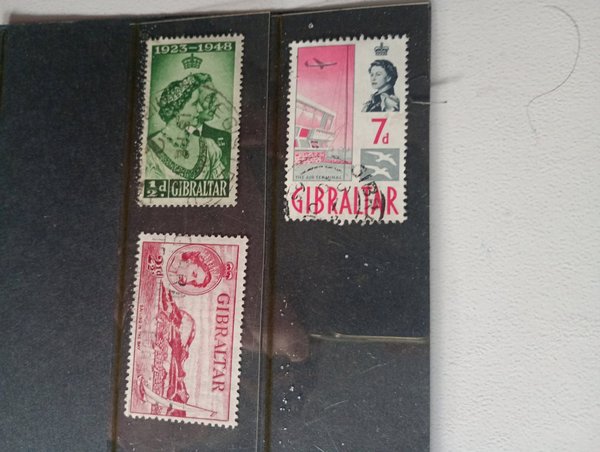 1923-1948
½d GIBRALTAR
7d
THE AIR TERMINAL
GIBRALTAR
2½d
GIBRALTAR